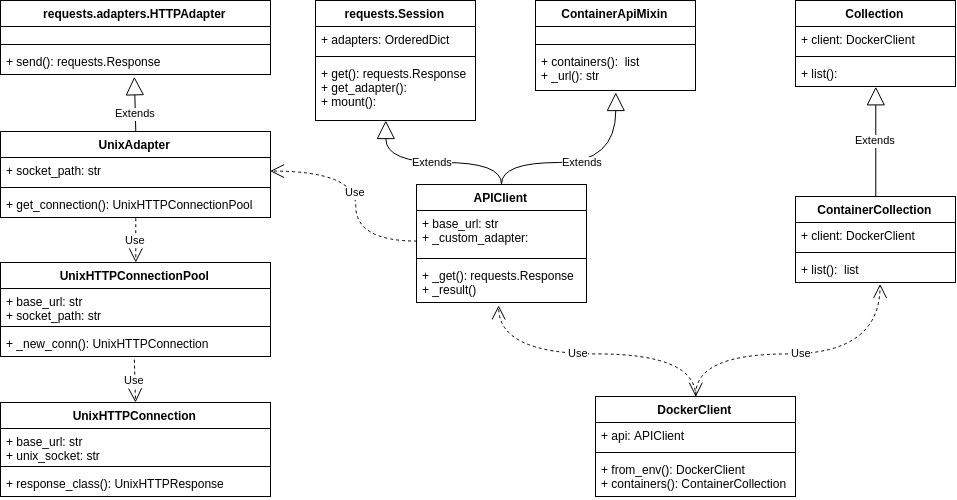 requests.adapters.HTTPAdapter
+ send(): requests.Response
Extends
UnixAdapter
+ socket_path: str
+ get_connection(): UnixHTTPConnectionPool
Use
UnixHTTPConnectionPool
+ base_url: str
+ socket_path: str
+ _new_conn(): UnixHTTPConnection
Use
UnixHTTPConnection
+ base_url: str
+ unix_socket: str
+ response_class(): UnixHTTPResponse
requests.Session
+ adapters: OrderedDict
+ get(): requests.Response
+ get_adapter():
+ mount():
Extends
ContainerApiMixin
+ containers():  list
+ _url(): str
Extends
Use
APIClient
+ base_url: str
+ _custom_adapter:
+ _get(): requests.Response
+ _result()
Use
Collection
+ client: DockerClient
+ list():
Extends
ContainerCollection
+ client: DockerClient
+ list():  list
Use
DockerClient
+ api: APIClient
+ from_env(): DockerClient
+ containers(): ContainerCollection